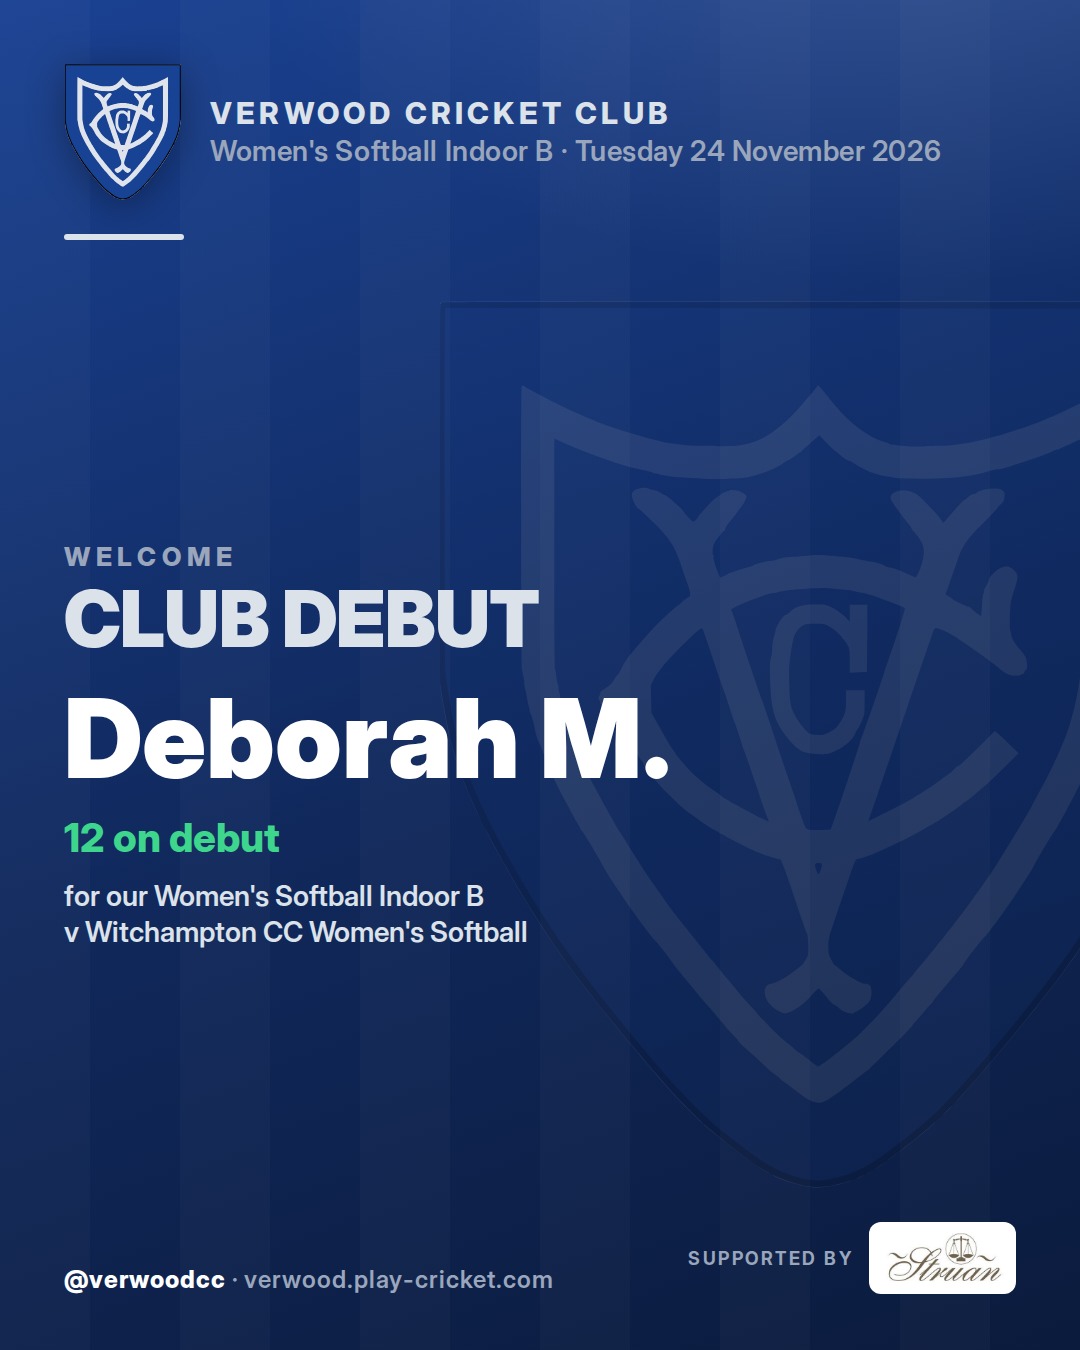 VERWOOD CRICKET CLUB
Women's Softball Indoor B · Tuesday 24 November 2026
WELCOME
CLUB DEBUT
Deborah M.
12 on debut
for our Women's Softball Indoor B
v Witchampton CC Women's Softball
@verwoodcc · verwood.play-cricket.com
SUPPORTED BY
Struan